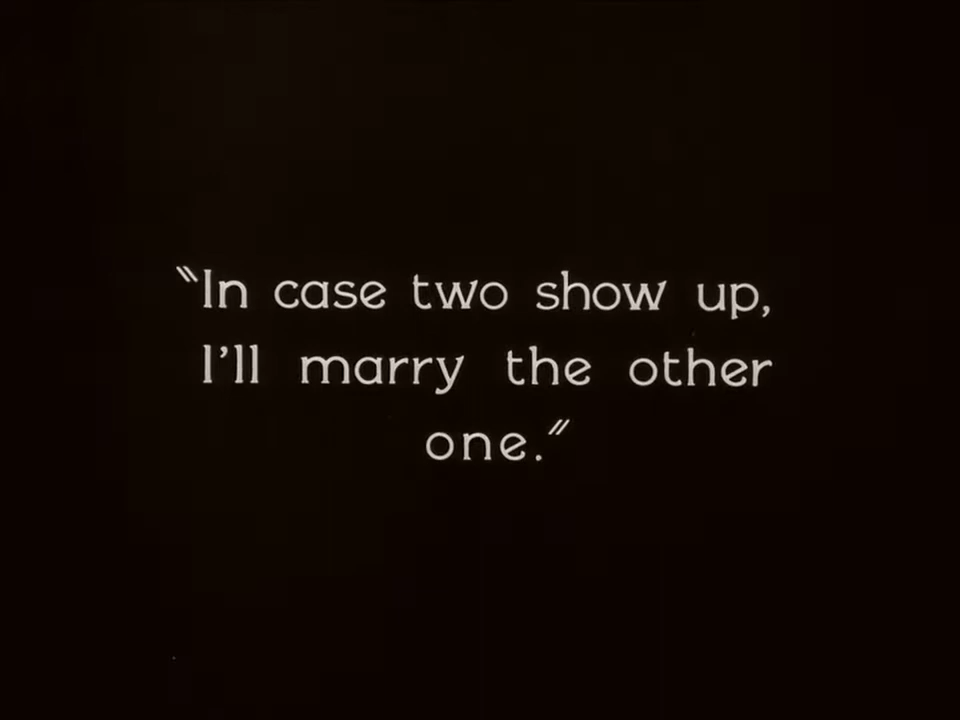 "In case two show up,
I'll marry the other
one."